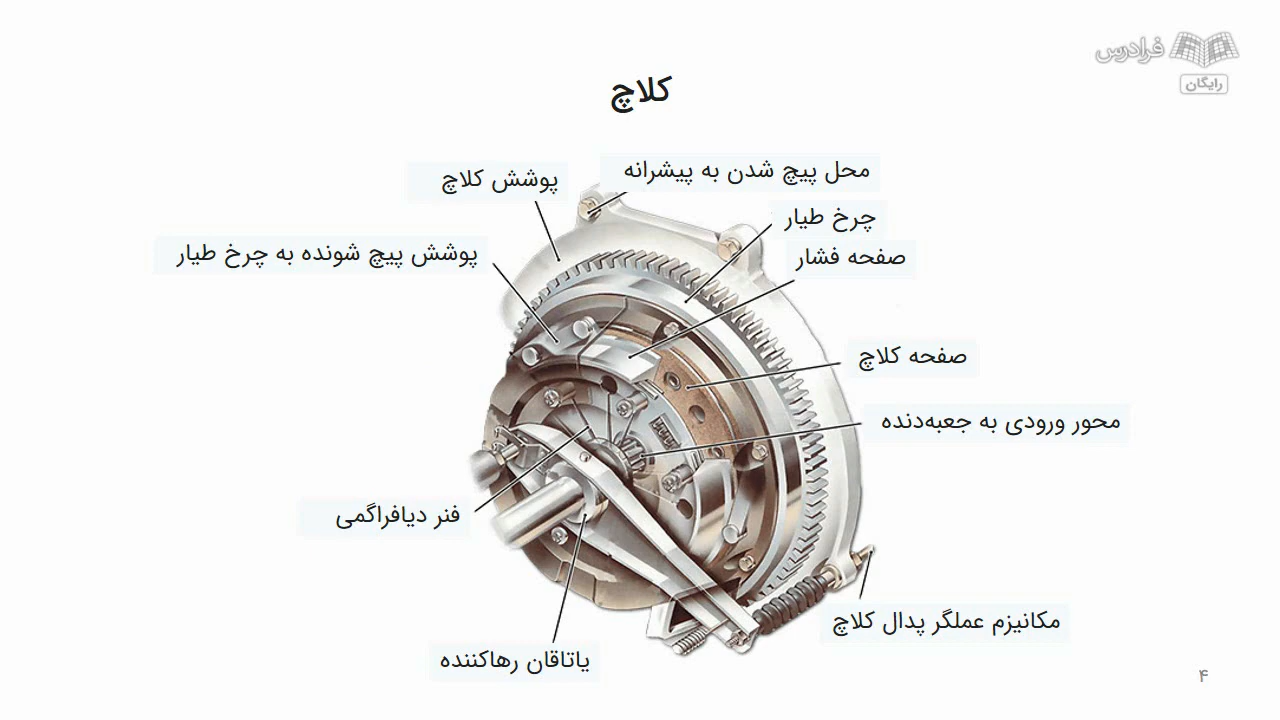 فرادرس
رایگان
کلاچ
محل پیچ شدن به پیشرانه
پوشش کلاچ
چرخ طیار
پوشش پیچ شونده به چرخ طیار
صفحه فشار
صفحه کلاچ
محور ورودی به جعبه‌دنده
فنر دیافراگمی
مکانیزم عملگر پدال کلاچ
یاتاقان رهاکننده
۴